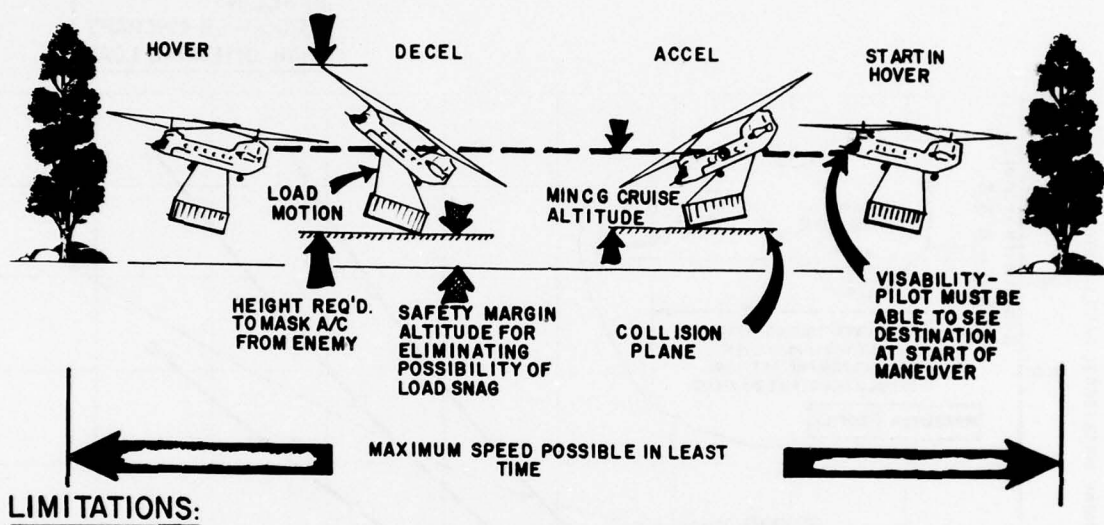 HOVER
DECEL
ACCEL
START IN
HOVER
LOAD
MOTION
MIN C G CRUISE
ALTITUDE
HEIGHT REQ'D.
TO MASK A/C
FROM ENEMY
SAFETY MARGIN
ALTITUDE FOR
ELIMINATING
POSSIBILITY OF
LOAD SNAG
COLLISION
PLANE
VISABILITY-
PILOT MUST BE
ABLE TO SEE
DESTINATION
AT START OF
MANEUVER
MAXIMUM SPEED POSSIBLE IN LEAST
TIME
LIMITATIONS: